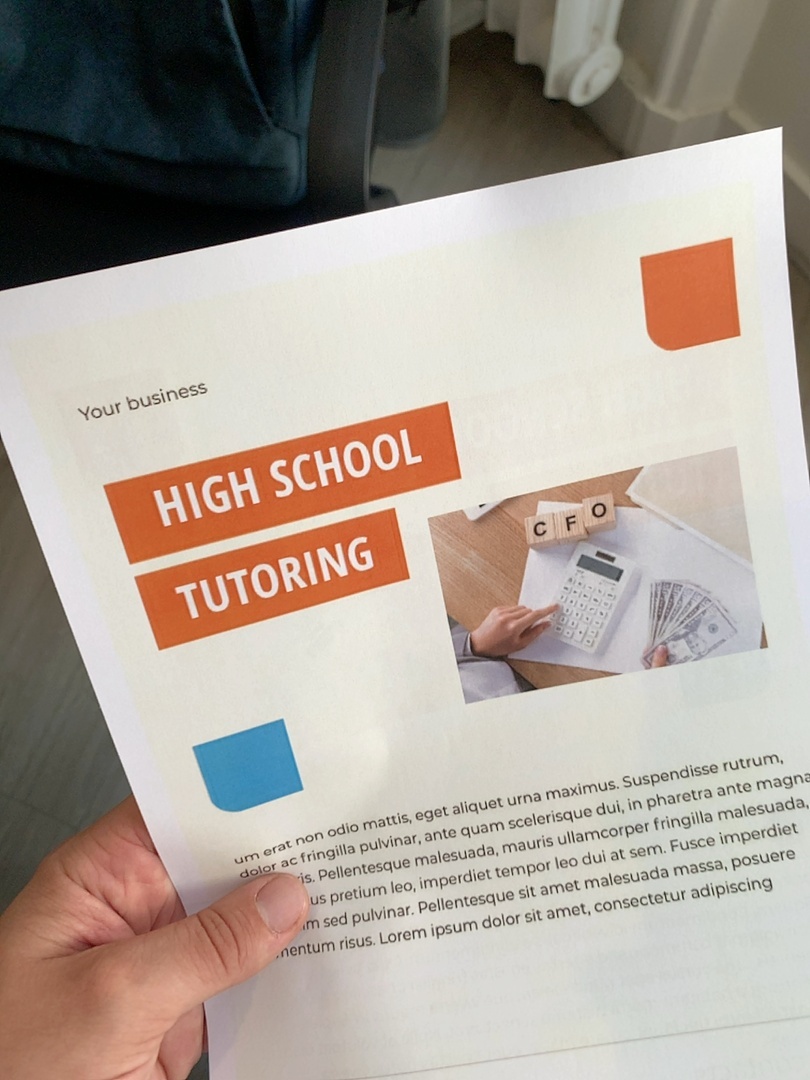 Your business
HIGH SCHOOL
TUTORING
C F O
um erat non odio mattis, eget aliquet urna maximus. Suspendisse rutrum,
dolor ac fringilla pulvinar, ante quam scelerisque dui, in pharetra ante magna
is. Pellentesque malesuada, mauris ullamcorper fringilla malesuada,
us pretium leo, imperdiet tempor leo dui at sem. Fusce imperdiet
m sed pulvinar. Pellentesque sit amet malesuada massa, posuere
mentum risus. Lorem ipsum dolor sit amet, consectetur adipiscing